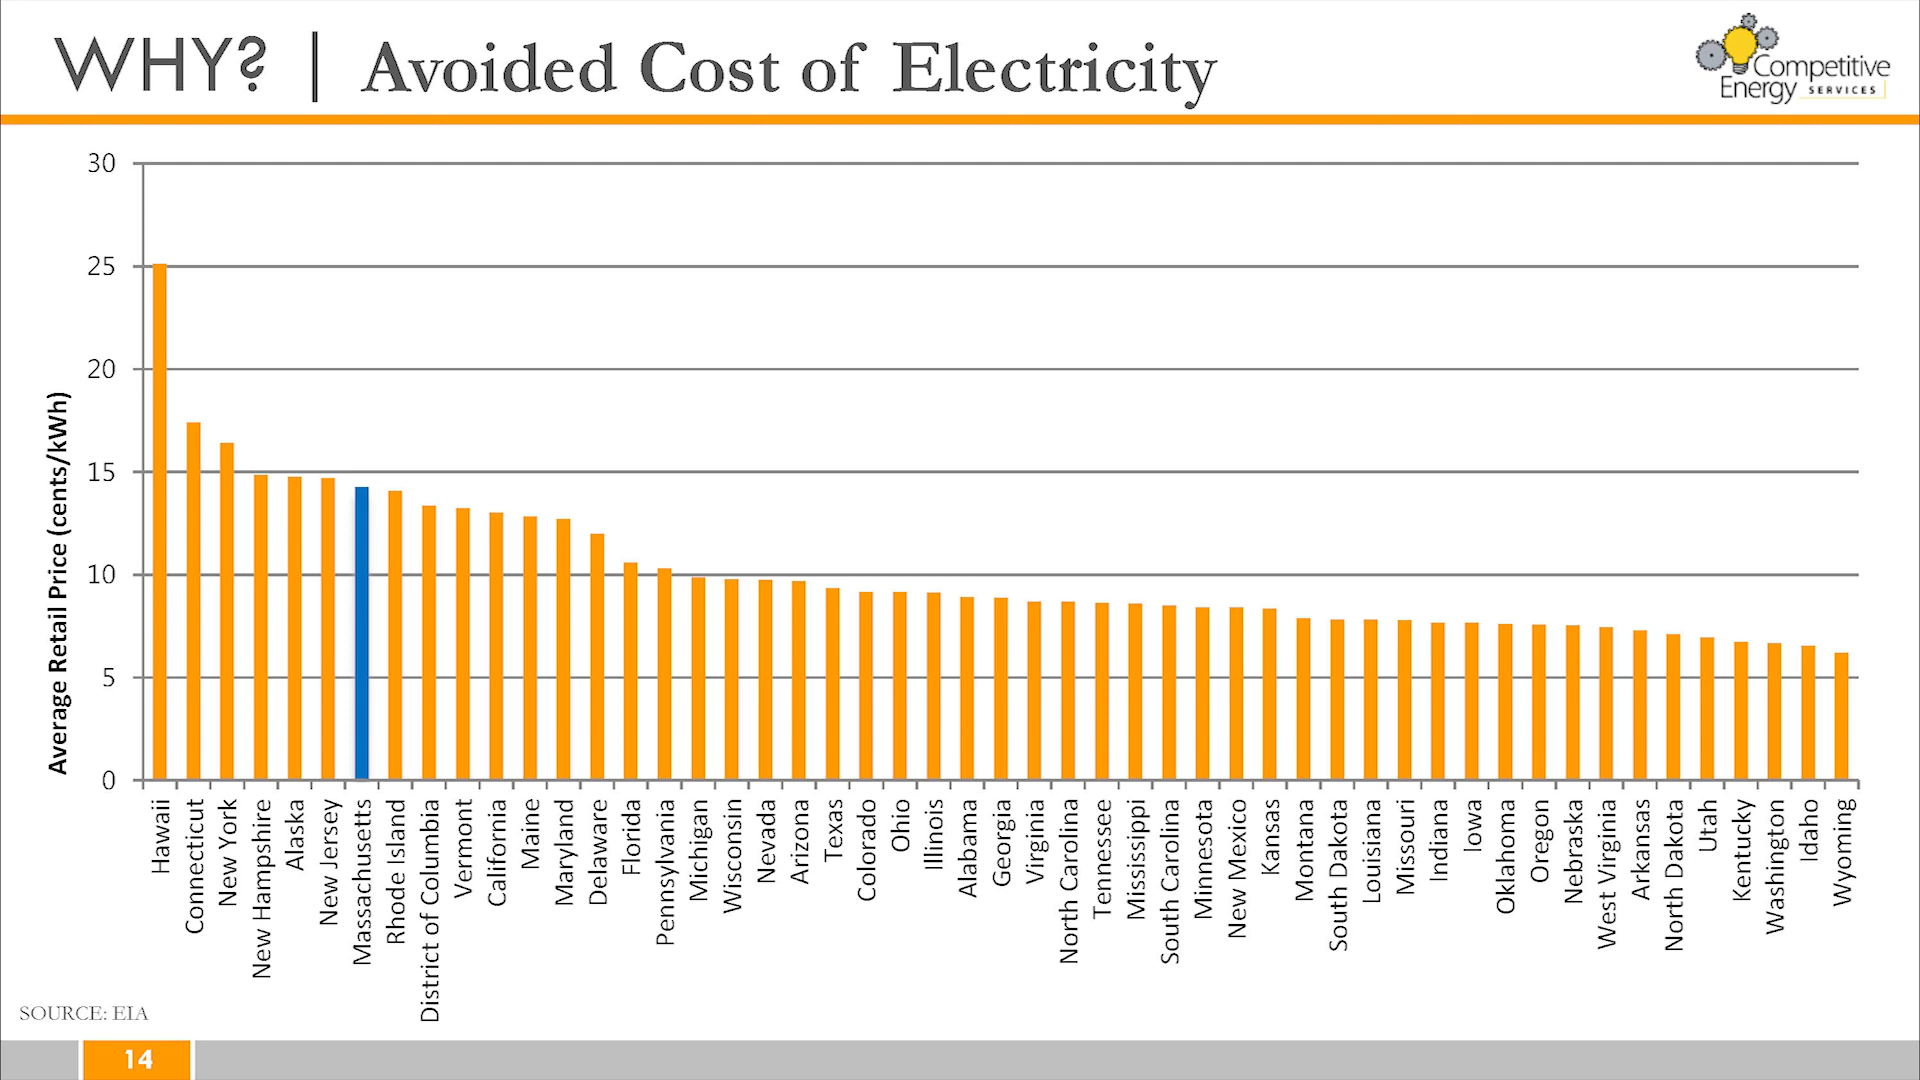 WHY? | Avoided Cost of Electricity
Competitive
Energy SERVICES
30
25
20
15
10
5
0
Average Retail Price (cents/kWh)
Hawaii
Connecticut
New York
New Hampshire
Alaska
New Jersey
Massachusetts
Rhode Island
District of Columbia
Vermont
California
Maine
Maryland
Delaware
Florida
Pennsylvania
Michigan
Wisconsin
Nevada
Arizona
Texas
Colorado
Ohio
Illinois
Alabama
Georgia
Virginia
North Carolina
Tennessee
Mississippi
South Carolina
Minnesota
New Mexico
Kansas
Montana
South Dakota
Louisiana
Missouri
Indiana
Iowa
Oklahoma
Oregon
Nebraska
West Virginia
Arkansas
North Dakota
Utah
Kentucky
Washington
Idaho
Wyoming
SOURCE: EIA
14